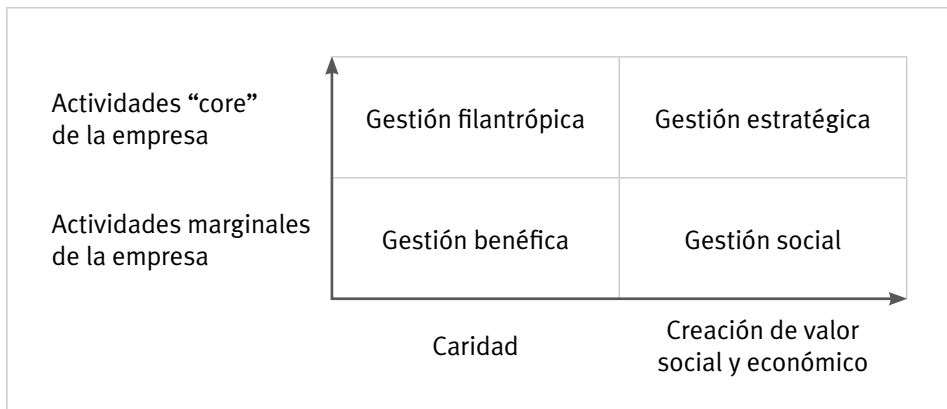 Actividades “core”
de la empresa
Gestión filantrópica
Gestión estratégica
Actividades marginales
de la empresa
Gestión benéfica
Gestión social
Caridad
Creación de valor
social y económico